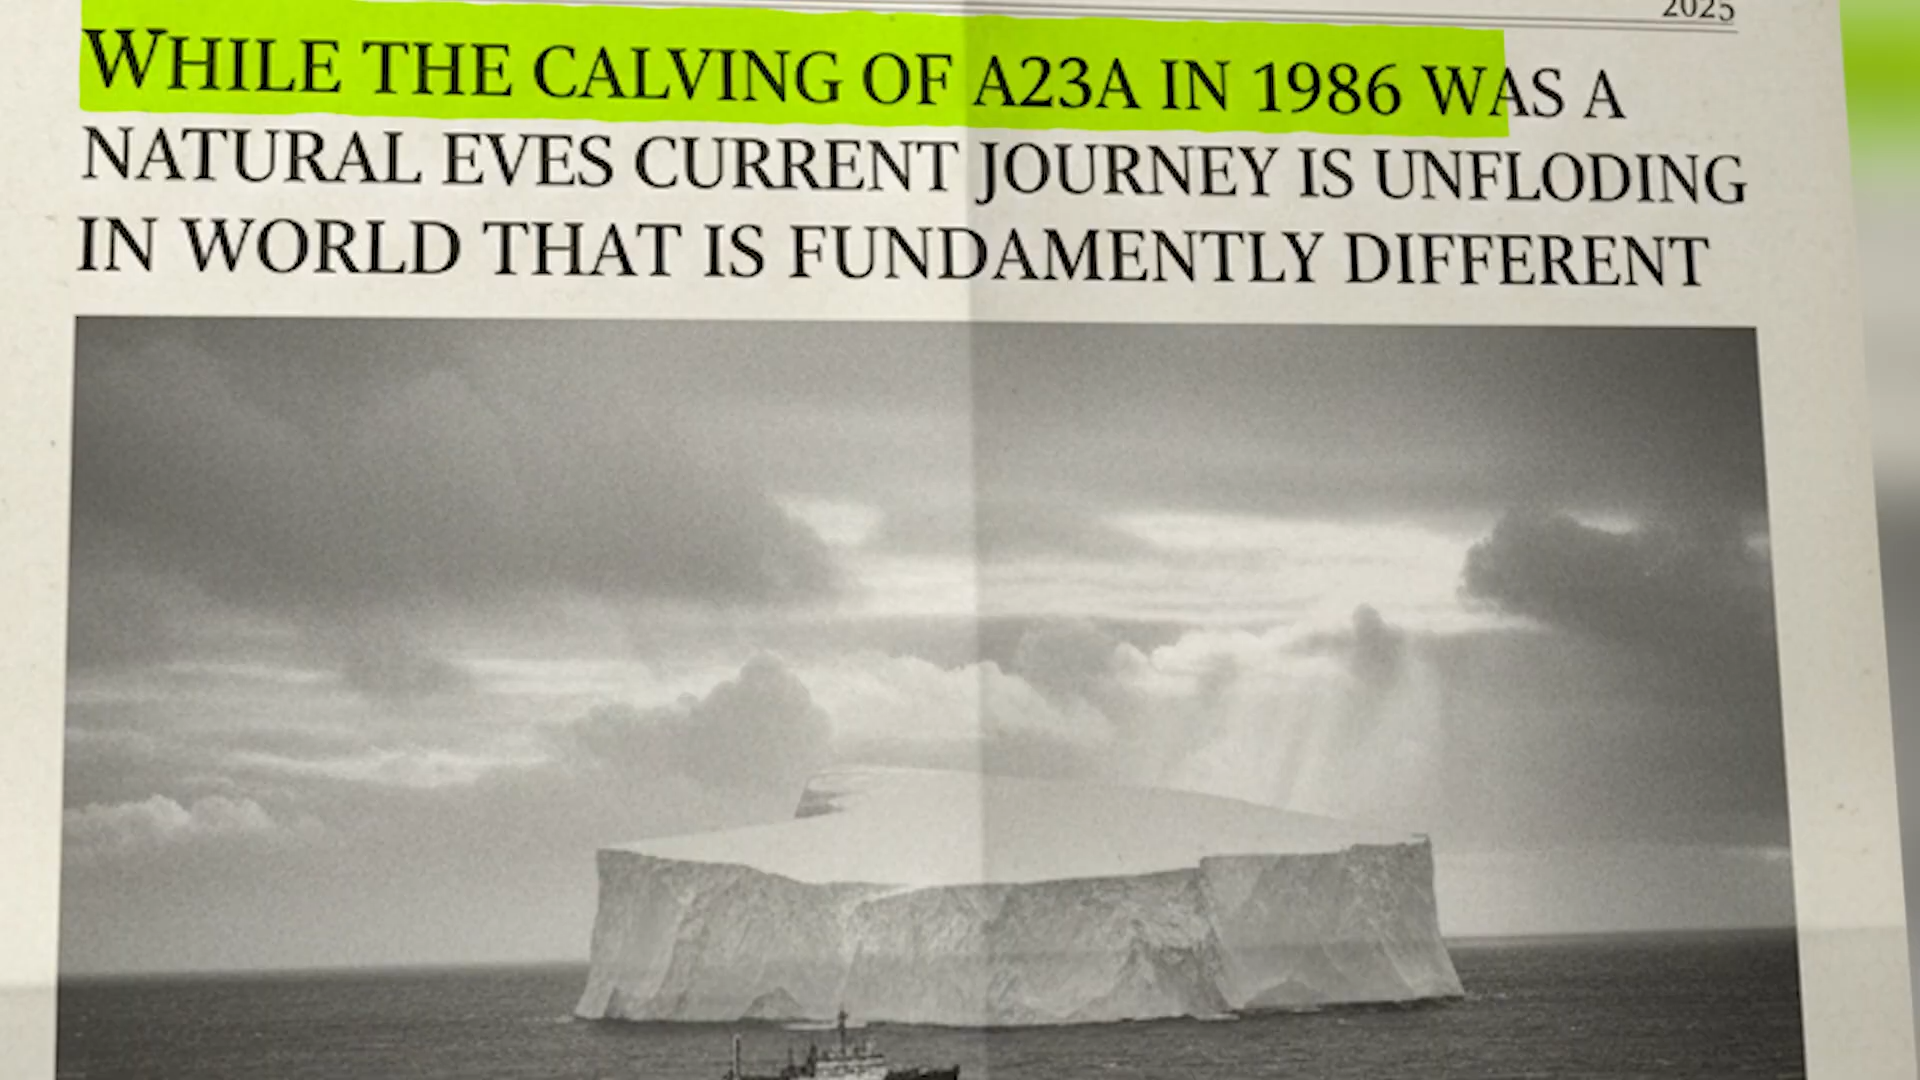 2025
WHILE THE CALVING OF A23A IN 1986 WAS A
NATURAL EVES CURRENT JOURNEY IS UNFLODING
IN WORLD THAT IS FUNDAMENTLY DIFFERENT